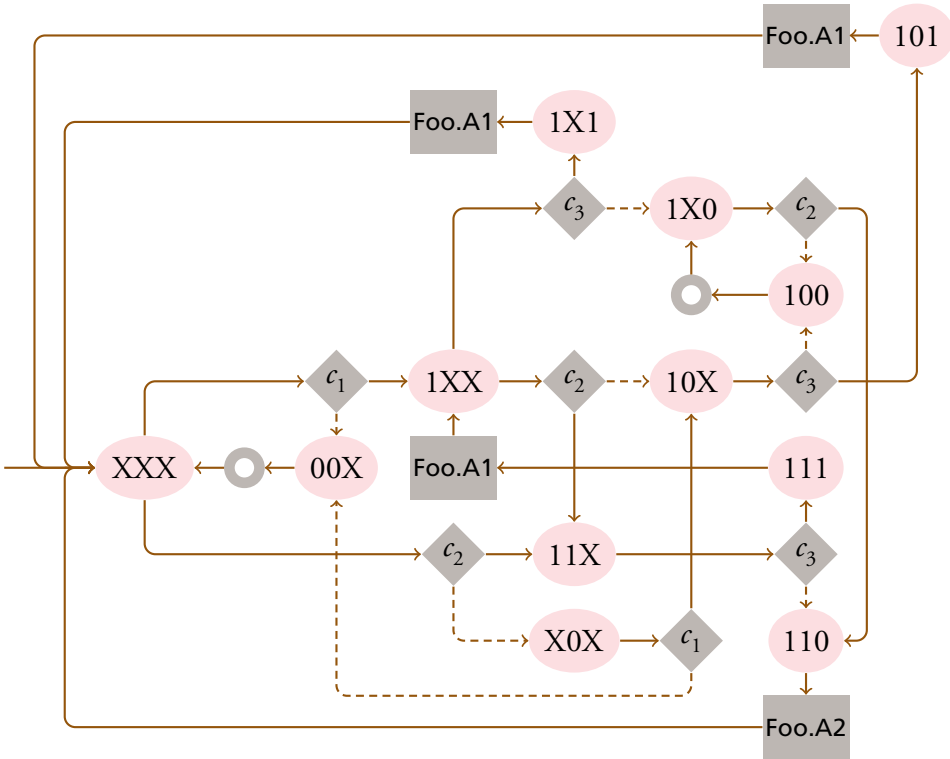 Foo.A1 101
Foo.A1 1X1
c₃ 1X0 c₂
100
c₁ 1XX c₂ 10X c₃
XXX 00X Foo.A1 111
c₂ 11X c₃
X0X c₁ 110
Foo.A2